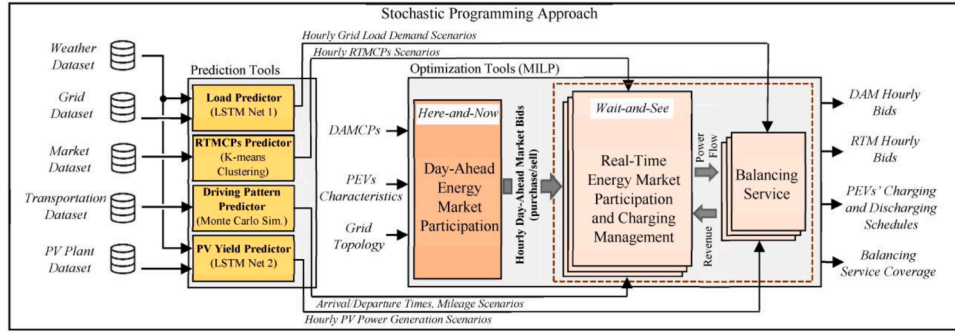 Stochastic Programming Approach
Hourly Grid Load Demand Scenarios
Hourly RTMCPs Scenarios
Weather
Dataset
Grid
Dataset
Market
Dataset
Transportation
Dataset
PV Plant
Dataset
Prediction Tools
Load Predictor
(LSTM Net 1)
RTMCPs Predictor
(K-means
Clustering)
Driving Pattern
Predictor
(Monte Carlo Sim.)
PV Yield Predictor
(LSTM Net 2)
Optimization Tools (MILP)
DAMCPs
PEVs
Characteristics
Grid
Topology
Here-and-Now
Day-Ahead
Energy
Market
Participation
Hourly Day-Ahead Market Bids
(purchase/sell)
Wait-and-See
Real-Time
Energy Market
Participation
and Charging
Management
Power
Flow
Revenue
Balancing
Service
DAM Hourly
Bids
RTM Hourly
Bids
PEVs' Charging
and Discharging
Schedules
Balancing
Service Coverage
Arrival/Departure Times, Mileage Scenarios
Hourly PV Power Generation Scenarios